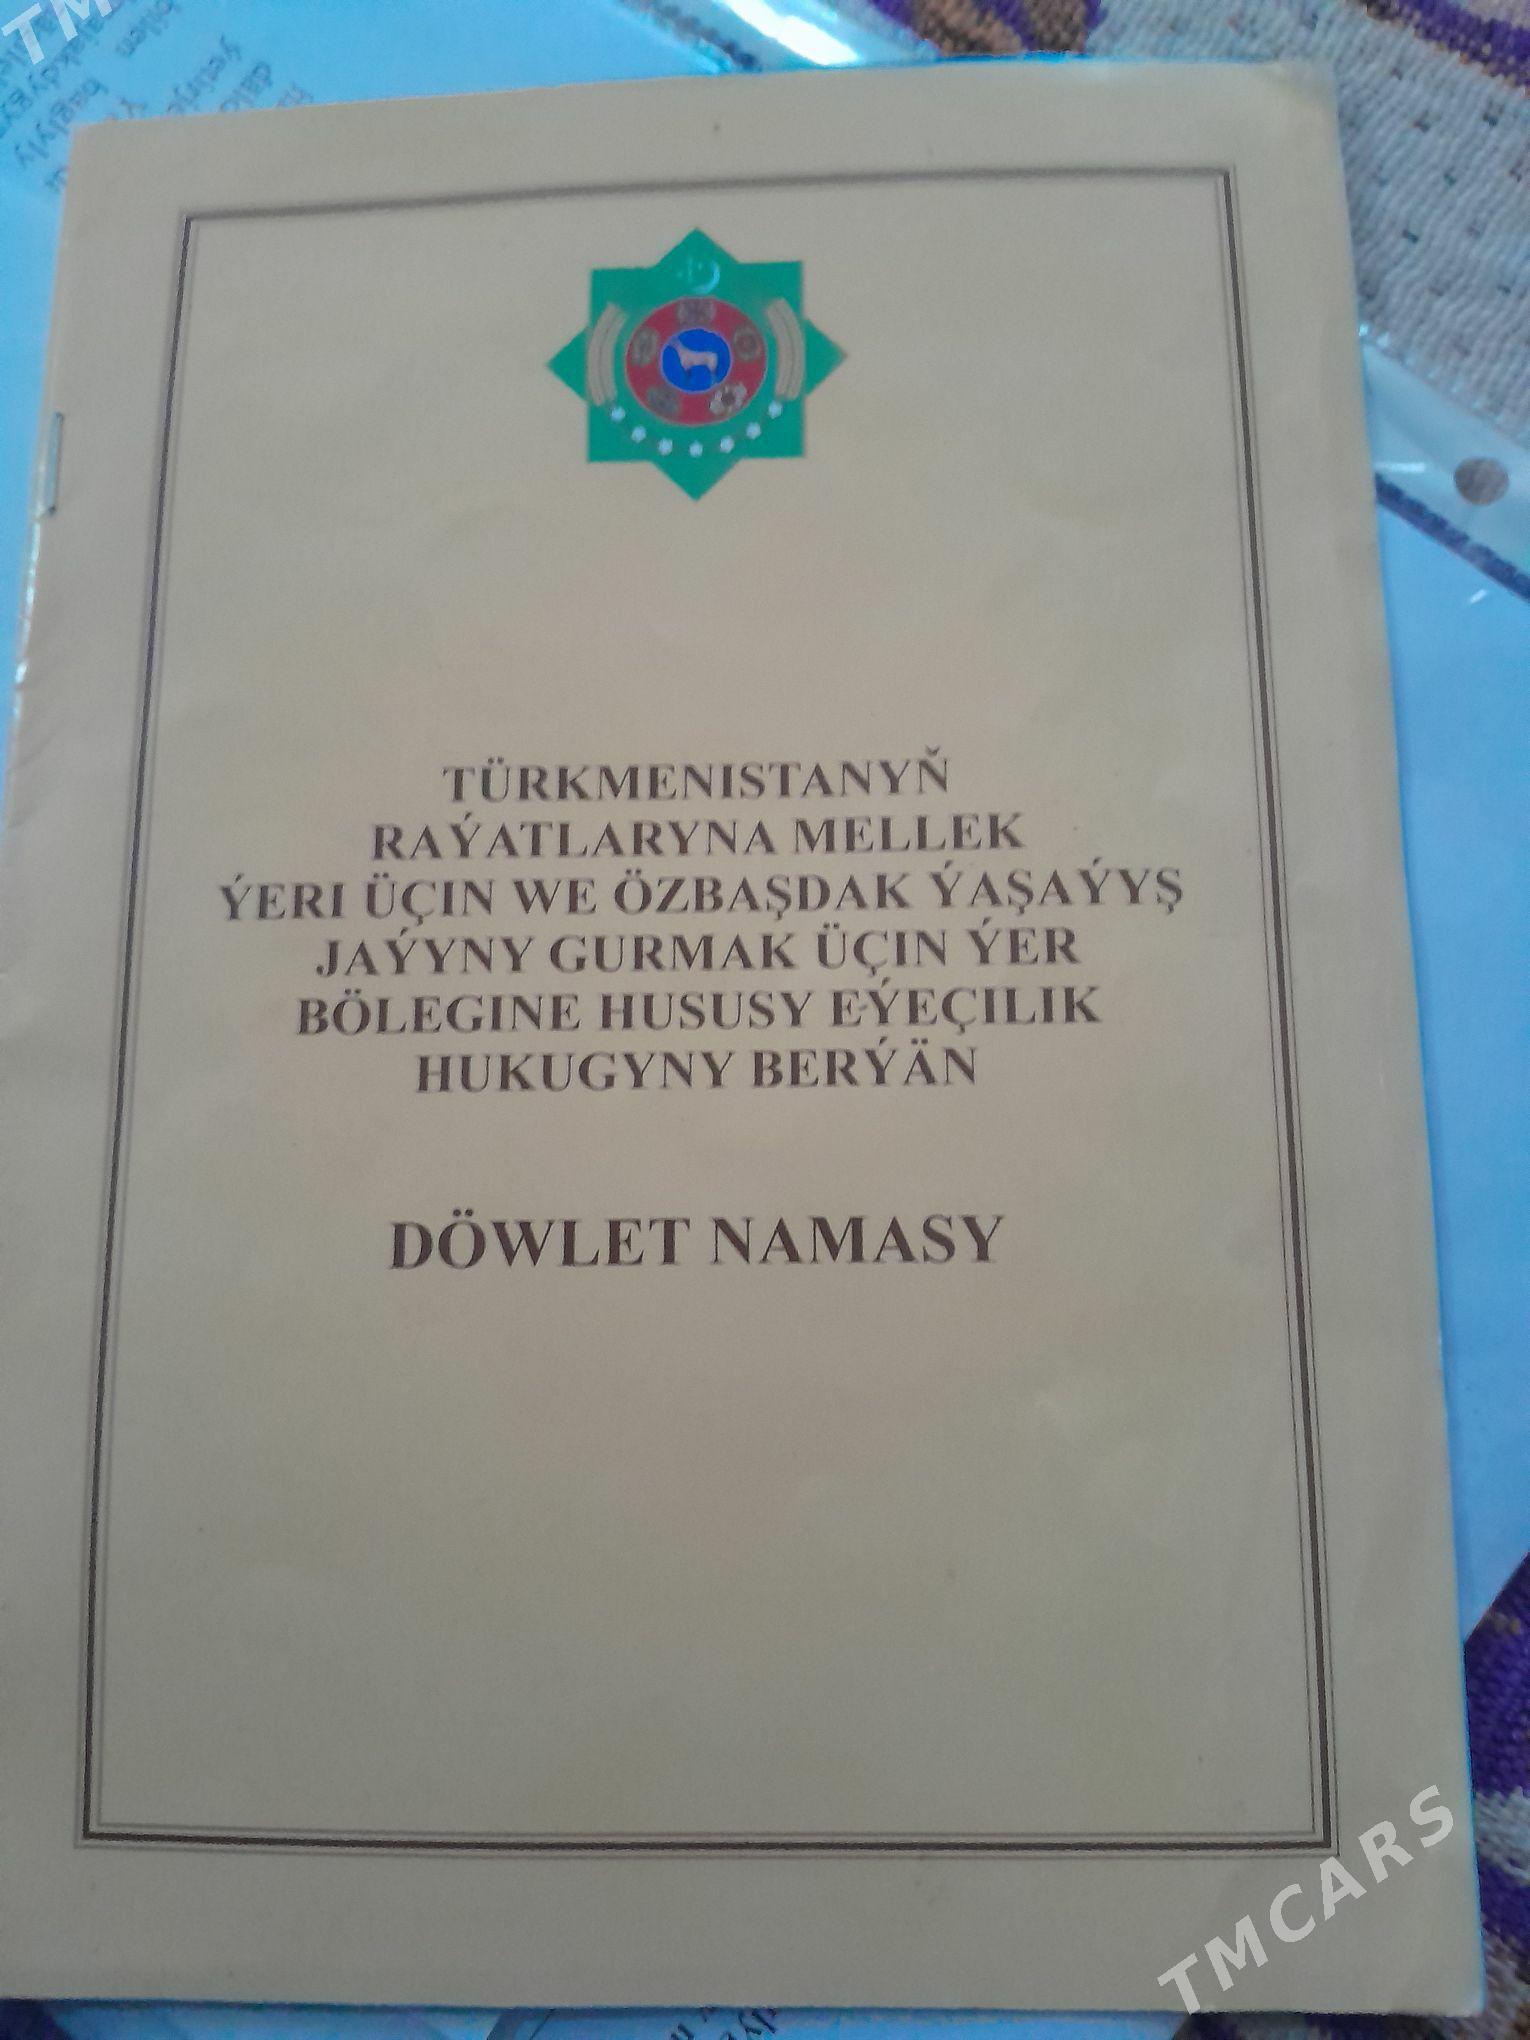 TÜRKMENISTANYŇ
RAÝATLARYNA MELLEK
ÝERI ÜÇIN WE ÖZBAŞDAK ÝAŞAÝYŞ
JAÝYNY GURMAK ÜÇIN ÝER
BÖLEGINE HUSUSY EÝEÇILIK
HUKUGYNY BERÝÄN
DÖWLET NAMASY
TMCARS